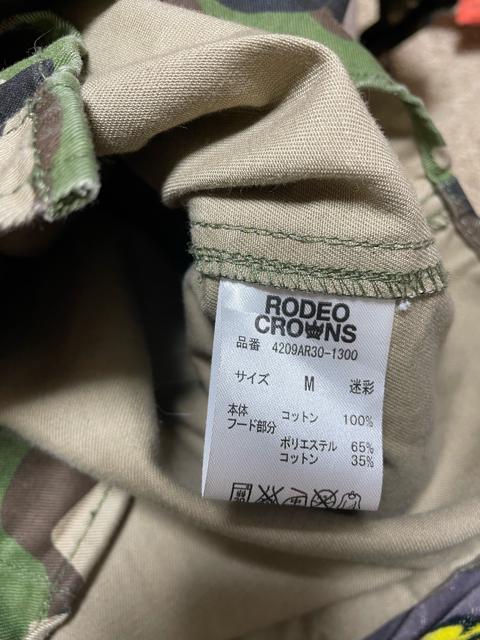 RODEO
CROWNS
品番 4209AR30-1300
サイズ M 迷彩
本体 コットン 100%
フード部分
ポリエステル 65%
コットン 35%